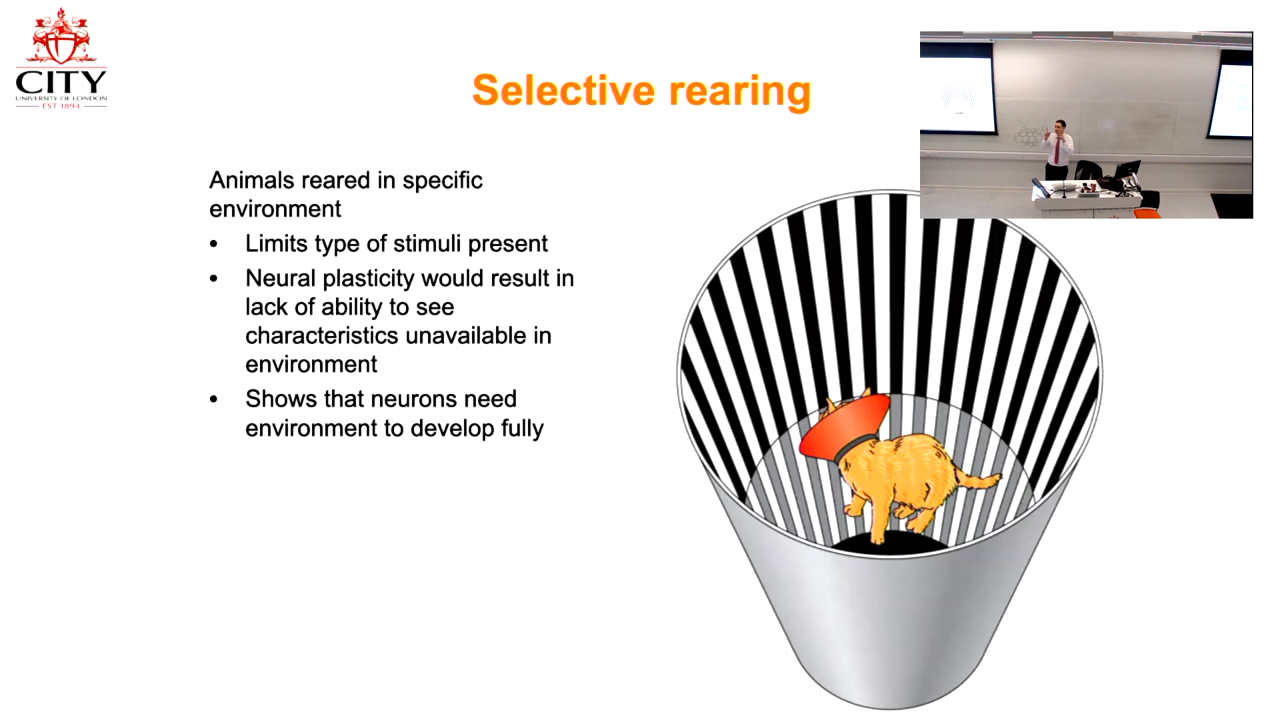 CITY
UNIVERSITY OF LONDON
EST 1894
Selective rearing
Animals reared in specific
environment
• Limits type of stimuli present
• Neural plasticity would result in
lack of ability to see
characteristics unavailable in
environment
• Shows that neurons need
environment to develop fully